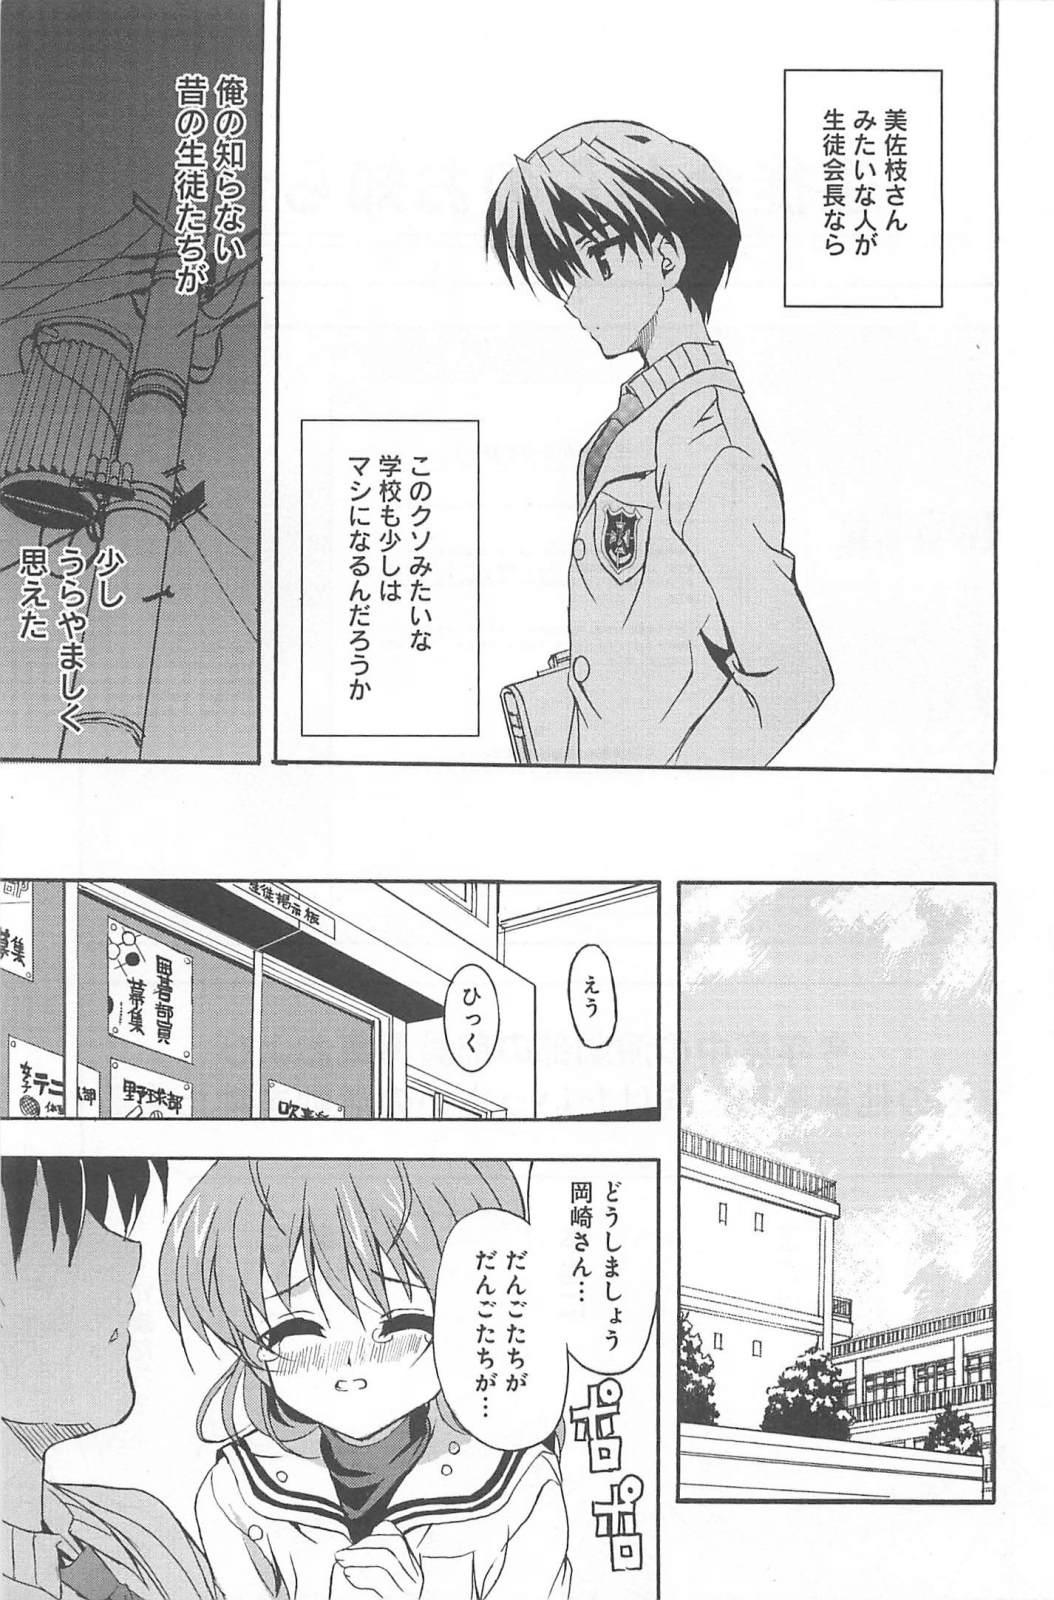 美佐枝さん
みたいな人が
生徒会長なら
このクソみたいな
学校も少しは
マシになるんだろうか
俺の知らない
昔の生徒たちが
少し
うらやましく
思えた
えう
ひっく
生徒掲示板
囲碁部員
募集
募集
女子テニ
野球部
部
吹奏楽
どうしましょう
岡崎さん…
だんごたちが
だんごたちが…
ポロ
ポロ